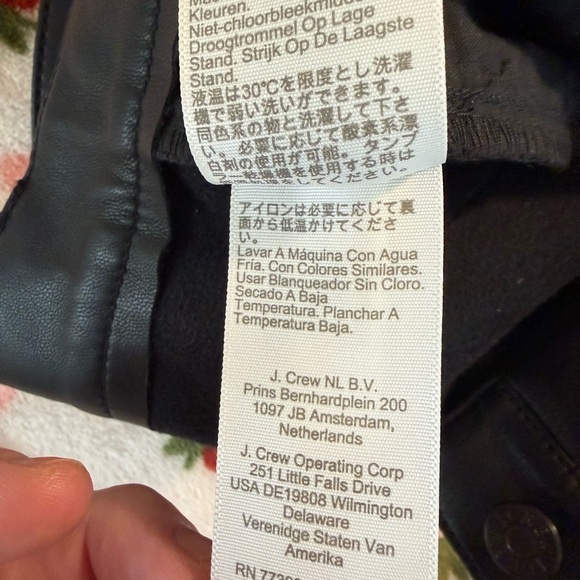 Kleuren.
Niet-chloorbleekmiddel
Droogtrommel Op Lage
Stand. Strijk Op De Laagste
Stand.
液温は30℃を限度とし洗濯
機で弱い洗いができます。
同色系の物と洗濯して下さ
い。必要に応じて酸素系漂
白剤の使用が可能。タンブ
アイロンは必要に応じて裏
面から低温かけてくださ
い。
Lavar A Máquina Con Agua
Fría. Con Colores Similares.
Usar Blanqueador Sin Cloro.
Secado A Baja
Temperatura. Planchar A
Temperatura Baja.
J. Crew NL B.V.
Prins Bernhardplein 200
1097 JB Amsterdam,
Netherlands
J. Crew Operating Corp
251 Little Falls Drive
USA DE19808 Wilmington
Delaware
Verenidge Staten Van
Amerika
RN